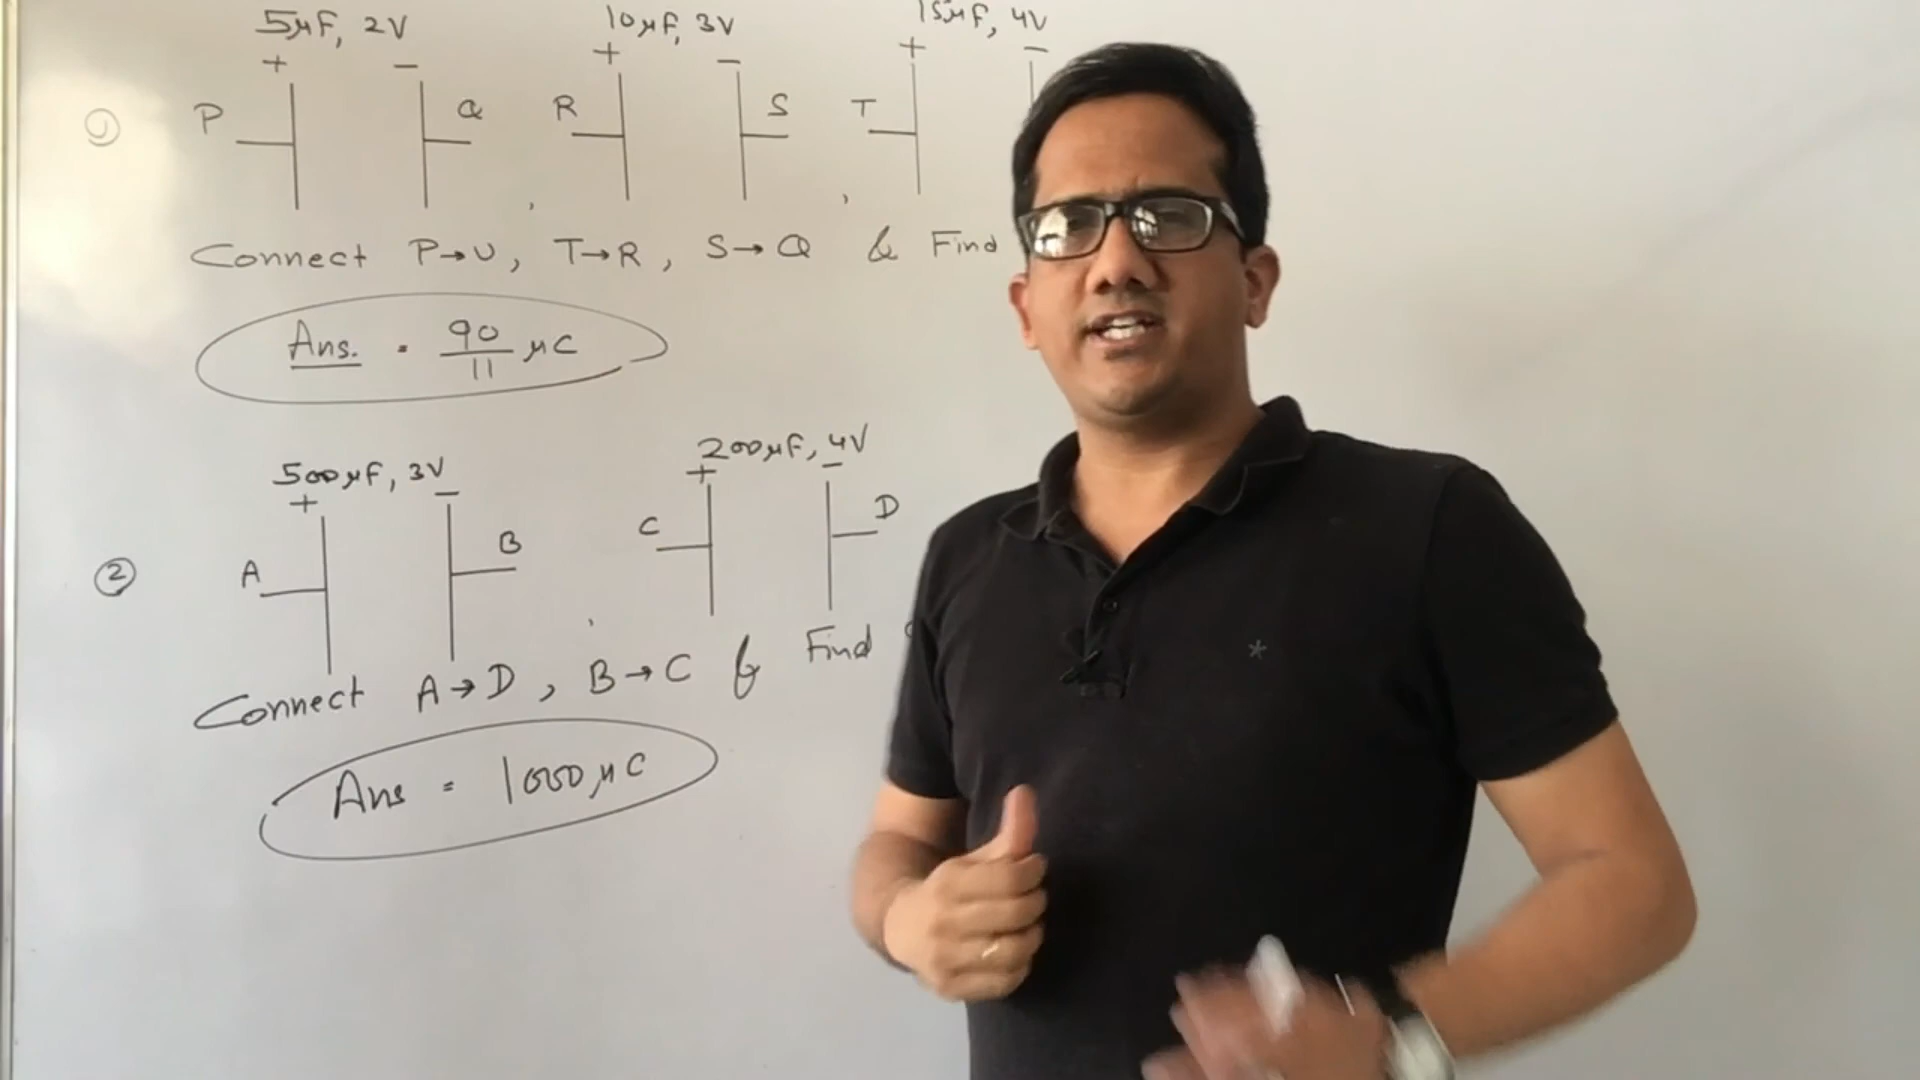 5μF, 2V 10μF, 3V 15μF, 4V
+ − + − + −
① P Q , R S , T
Connect P→U, T→R, S→Q & Find
Ans. = 90/11 μC
500μF, 3V 200μF, 4V
+ − + −
② A B , C D
Connect A→D, B→C & Find
Ans = 1000μC